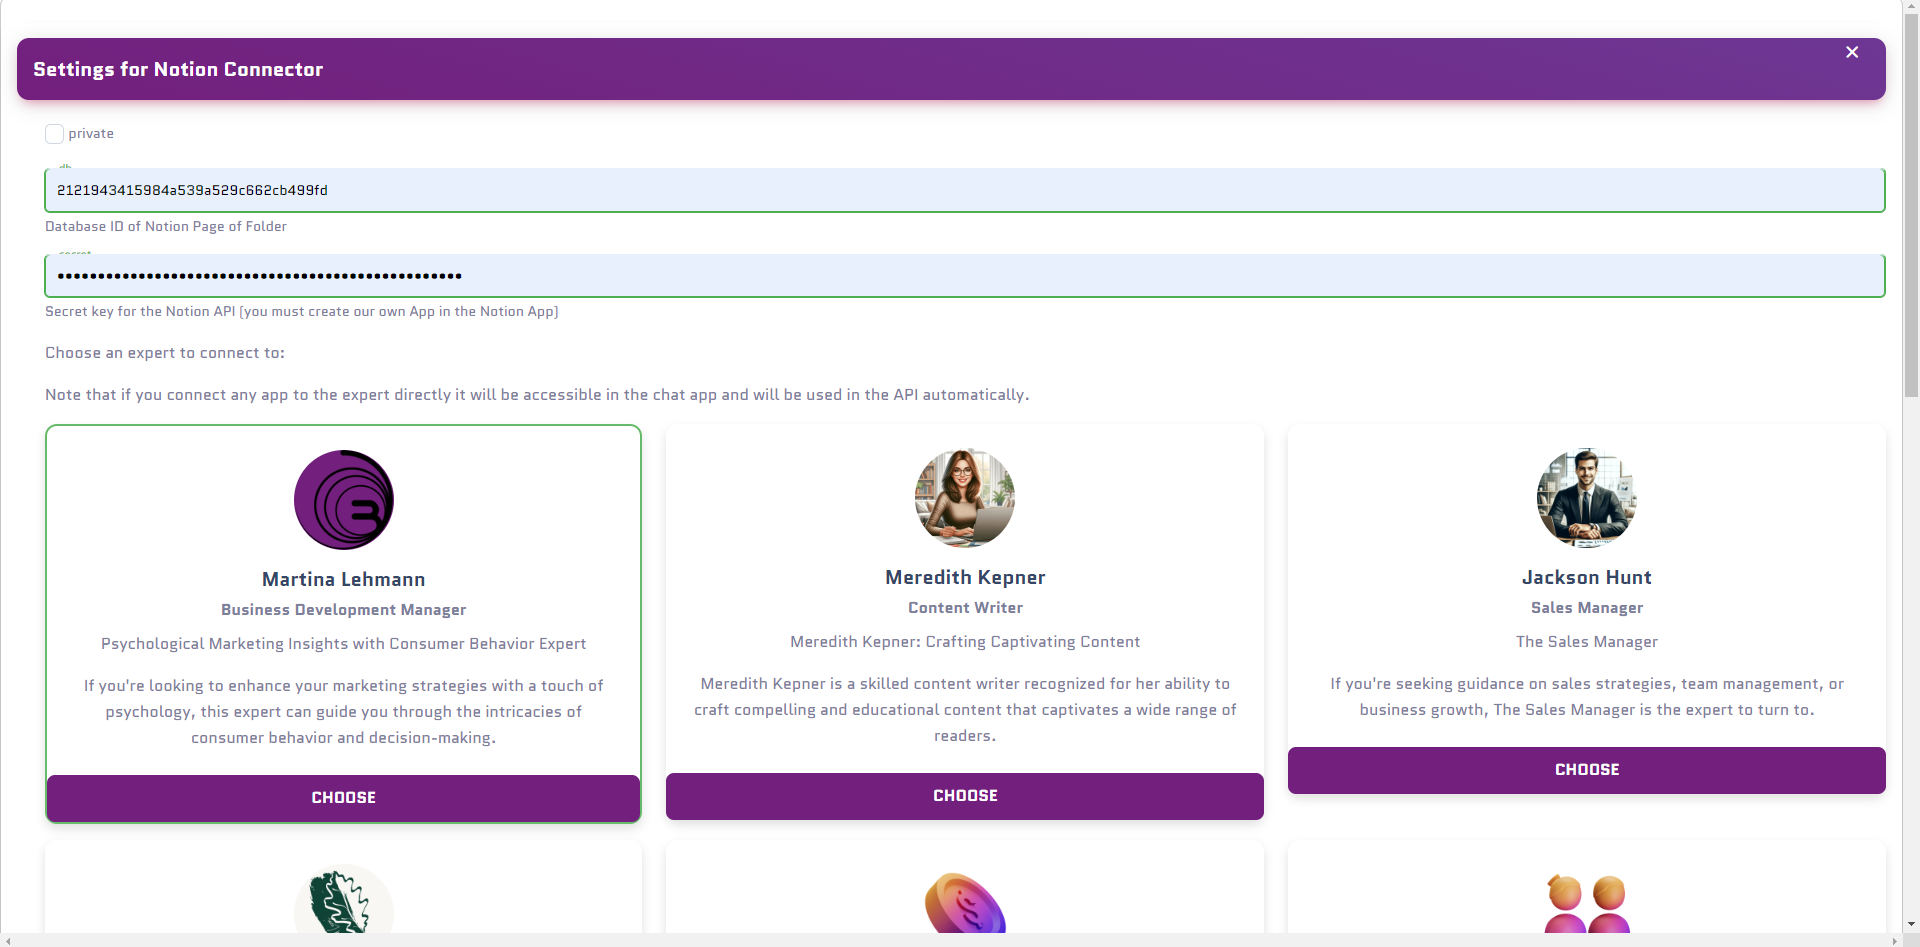 Settings for Notion Connector
✕
private
db
2121943415984a539a529c662cb499fd
Database ID of Notion Page of Folder
secret
••••••••••••••••••••••••••••••••••••••••••••••••••
Secret key for the Notion API (you must create our own App in the Notion App)
Choose an expert to connect to:
Note that if you connect any app to the expert directly it will be accessible in the chat app and will be used in the API automatically.
Martina Lehmann
Business Development Manager
Psychological Marketing Insights with Consumer Behavior Expert
If you're looking to enhance your marketing strategies with a touch of
psychology, this expert can guide you through the intricacies of
consumer behavior and decision-making.
CHOOSE
Meredith Kepner
Content Writer
Meredith Kepner: Crafting Captivating Content
Meredith Kepner is a skilled content writer recognized for her ability to
craft compelling and educational content that captivates a wide range of
readers.
CHOOSE
Jackson Hunt
Sales Manager
The Sales Manager
If you're seeking guidance on sales strategies, team management, or
business growth, The Sales Manager is the expert to turn to.
CHOOSE